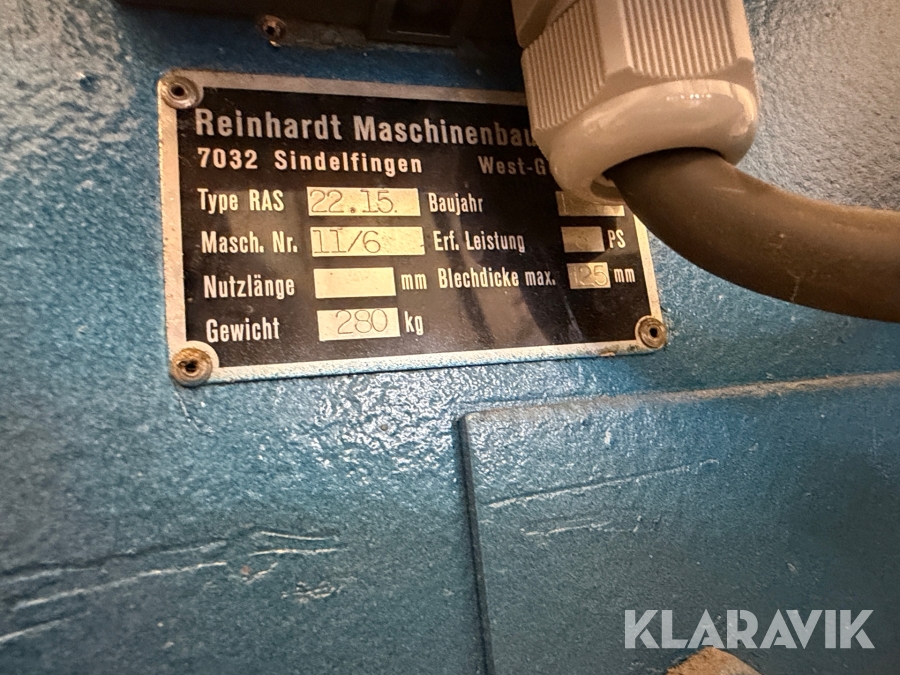 Reinhardt Maschinenbau
7032 Sindelfingen West-G
Type RAS 22.15 Baujahr
Masch. Nr. 11/6 Erf. Leistung PS
Nutzlänge mm Blechdicke max. 25 mm
Gewicht 280 kg
KLARAVIK